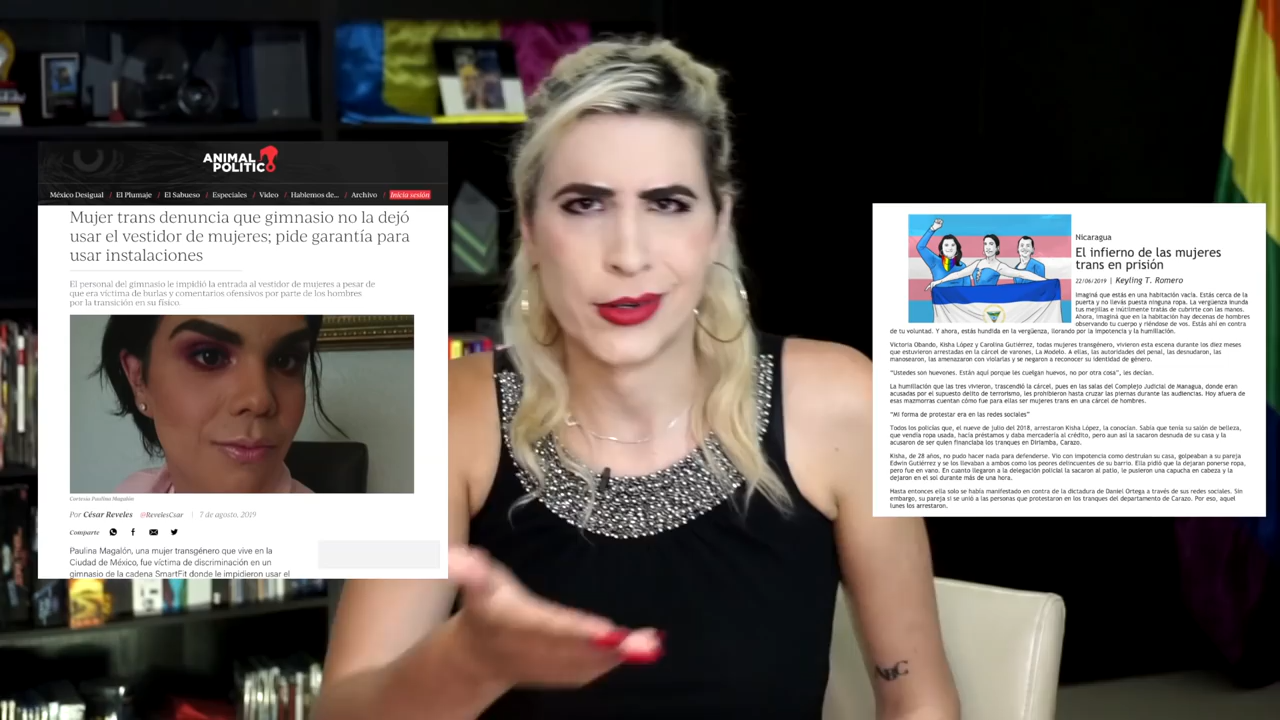 ANIMAL
POLITICO
México Desigual / El Plumaje / El Sabueso / Especiales / Video / Hablemos de... / Archivo / Inicia sesión
Mujer trans denuncia que gimnasio no la dejó
usar el vestidor de mujeres; pide garantía para
usar instalaciones
El personal del gimnasio le impidió la entrada al vestidor de mujeres a pesar de
que era víctima de burlas y comentarios ofensivos por parte de los hombres
por la transición en su físico.
Cortesía Paulina Magalón
Por César Reveles @RevelesCsar | 7 de agosto, 2019
Comparte
Paulina Magalón, una mujer transgénero que vive en la
Ciudad de México, fue víctima de discriminación en un
gimnasio de la cadena SmartFit donde le impidieron usar el
Nicaragua
El infierno de las mujeres
trans en prisión
22/06/2019 | Keyling T. Romero
Imaginá que estás en una habitación vacía. Estás cerca de la
puerta y no llevás puesta ninguna ropa. La vergüenza inunda
tus mejillas e inútilmente tratás de cubrirte con las manos.
Ahora, imaginá que en la habitación hay decenas de hombres
observando tu cuerpo y riéndose de vos. Estás ahí en contra
de tu voluntad. Y ahora, estás hundida en la vergüenza, llorando por la impotencia y la humillación.
Victoria Obando, Kisha López y Carolina Gutiérrez, todas mujeres transgénero, vivieron esta escena durante los diez meses
que estuvieron arrestadas en la cárcel de varones, La Modelo. A ellas, las autoridades del penal, las desnudaron, las
manosearon, las amenazaron con violarlas y se negaron a reconocer su identidad de género.
“Ustedes son huevones. Están aquí porque les cuelgan huevos, no por otra cosa”, les decían.
La humillación que las tres vivieron, trascendió la cárcel, pues en las salas del Complejo Judicial de Managua, donde eran
acusadas por el supuesto delito de terrorismo, les prohibieron hasta cruzar las piernas durante las audiencias. Hoy afuera de
esas mazmorras cuentan cómo fue para ellas ser mujeres trans en una cárcel de hombres.
“Mi forma de protestar era en las redes sociales”
Todos los policías que, el nueve de julio del 2018, arrestaron Kisha López, la conocían. Sabía que tenía su salón de belleza,
que vendía ropa usada, hacía préstamos y daba mercadería al crédito, pero aun así la sacaron desnuda de su casa y la
acusaron de ser quien financiaba los tranques en Diriamba, Carazo.
Kisha, de 28 años, no pudo hacer nada para defenderse. Vio con impotencia como destruían su, golpeaban a su pareja
Edwin Gutiérrez y se los llevaban a ambos como los peores delincuentes de su barrio. Ella pidió que la dejaran ponerse ropa,
pero fue en vano. En cuanto llegaron a la delegación policial la sacaron al patio, le pusieron una capucha en cabeza y la
dejaron en el sol durante más de una hora.
Hasta entonces ella solo se había manifestado en contra de la dictadura de Daniel Ortega a través de sus redes sociales. Sin
embargo, su pareja sí se unió a las personas que protestaron en los tranques del departamento de Carazo. Por eso, aquel
lunes los arrestaron.
ABC